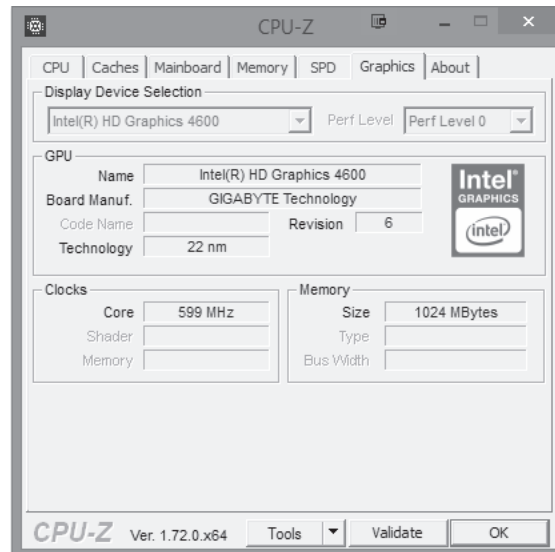 CPU-Z
CPU Caches Mainboard Memory SPD Graphics About
Display Device Selection
Intel(R) HD Graphics 4600 Perf Level Perf Level 0
GPU
Name Intel(R) HD Graphics 4600
Board Manuf. GIGABYTE Technology
Code Name Revision 6
Technology 22 nm
Intel®
GRAPHICS
intel
Clocks
Core 599 MHz
Shader
Memory
Memory
Size 1024 MBytes
Type
Bus Width
CPU-Z Ver. 1.72.0.x64 Tools Validate OK